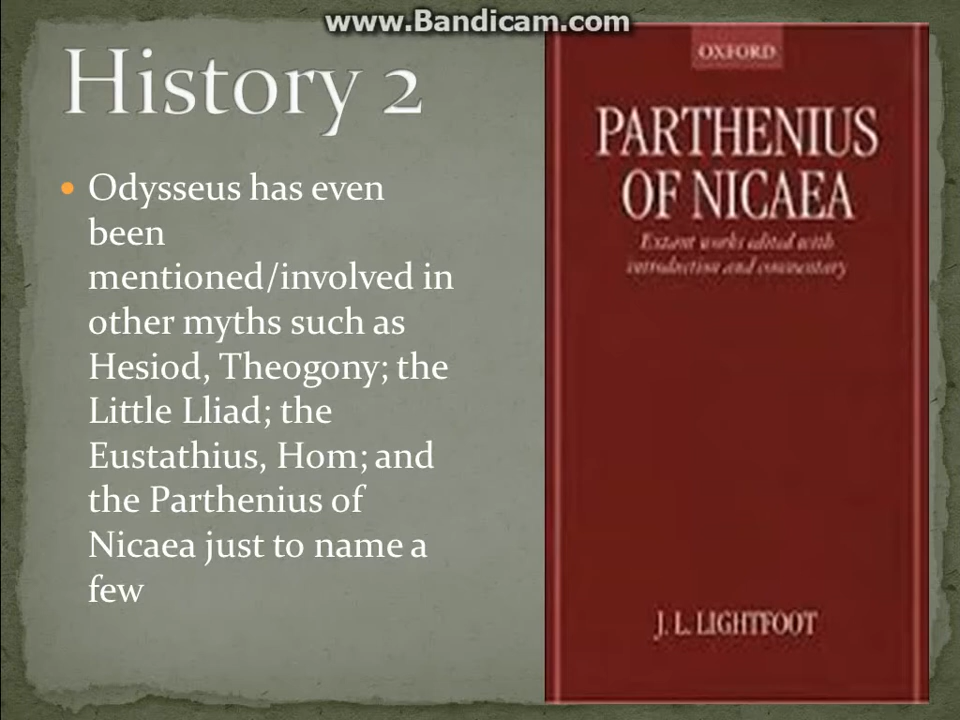 www.Bandicam.com
History 2
Odysseus has even
been
mentioned/involved in
other myths such as
Hesiod, Theogony; the
Little Lliad; the
Eustathius, Hom; and
the Parthenius of
Nicaea just to name a
few
OXFORD
PARTHENIUS
OF NICAEA
Extant works edited with
introduction and commentary
J. L. LIGHTFOOT